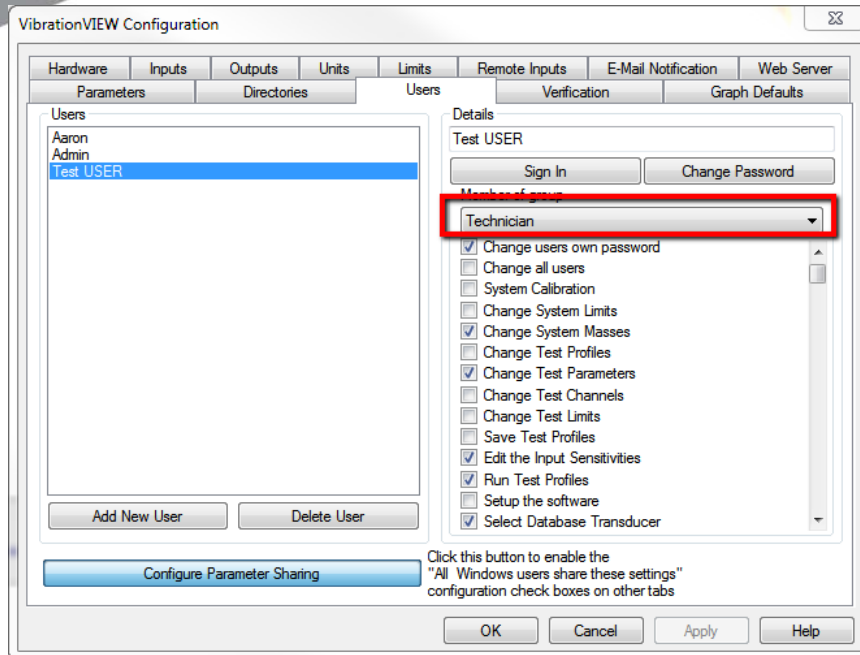 VibrationVIEW Configuration
Hardware Inputs Outputs Units Limits Remote Inputs E-Mail Notification Web Server
Parameters Directories Users Verification Graph Defaults
Users
Aaron
Admin
Test USER
Add New User Delete User
Details
Test USER
Sign In Change Password
Member of group
Technician
Change users own password
Change all users
System Calibration
Change System Limits
Change System Masses
Change Test Profiles
Change Test Parameters
Change Test Channels
Change Test Limits
Save Test Profiles
Edit the Input Sensitivities
Run Test Profiles
Setup the software
Select Database Transducer
Configure Parameter Sharing
Click this button to enable the
"All Windows users share these settings"
configuration check boxes on other tabs
OK Cancel Apply Help